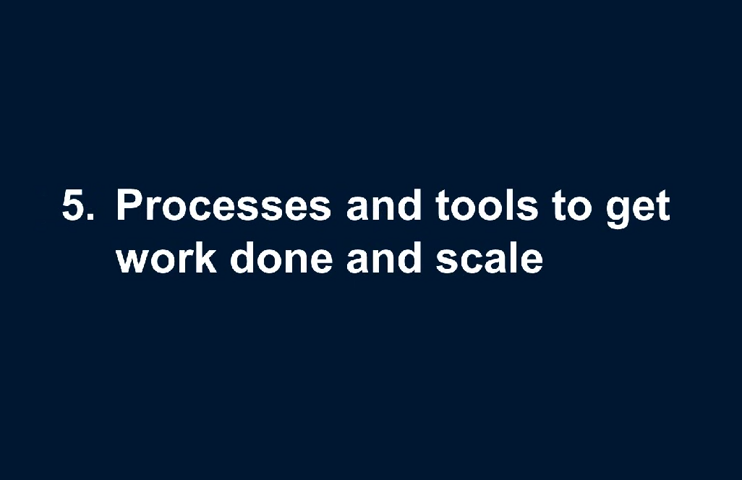 5. Processes and tools to get
work done and scale